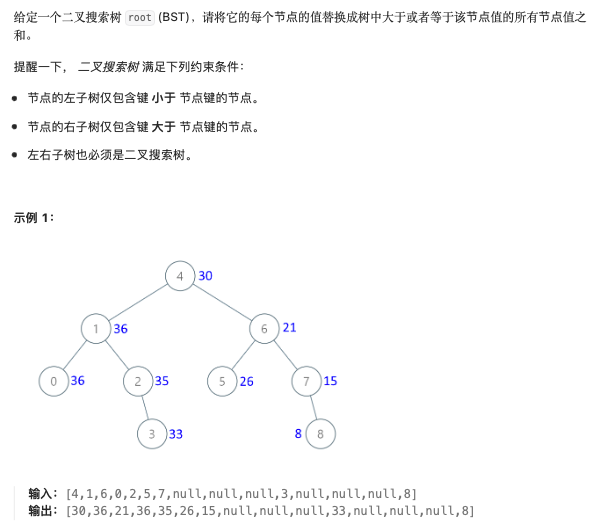 给定一个二叉搜索树 root (BST)，请将它的每个节点的值替换成树中大于或者等于该节点值的所有节点值之
和。
提醒一下， 二叉搜索树 满足下列约束条件：
• 节点的左子树仅包含键 小于 节点键的节点。
• 节点的右子树仅包含键 大于 节点键的节点。
• 左右子树也必须是二叉搜索树。
示例 1：
4 30
1 36 6 21
0 36 2 35 5 26 7 15
3 33 8 8
输入：[4,1,6,0,2,5,7,null,null,null,3,null,null,null,8]
输出：[30,36,21,36,35,26,15,null,null,null,33,null,null,null,8]